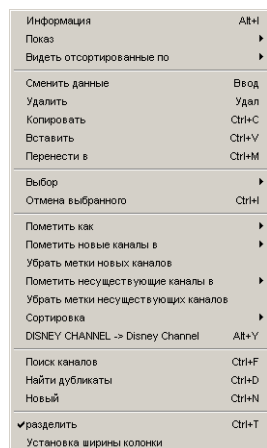 Информация Alt+I
Показ
Видеть отсортированные по
Сменить данные Ввод
Удалить Удал
Копировать Ctrl+C
Вставить Ctrl+V
Перенести в Ctrl+M
Выбор
Отмена выбранного Ctrl+I
Пометить как
Пометить новые каналы в
Убрать метки новых каналов
Пометить несуществующие каналы в
Убрать метки несуществующих каналов
Сортировка
DISNEY CHANNEL -> Disney Channel Alt+Y
Поиск каналов Ctrl+F
Найти дубликаты Ctrl+D
Новый Ctrl+N
разделить Ctrl+T
Установка ширины колонки